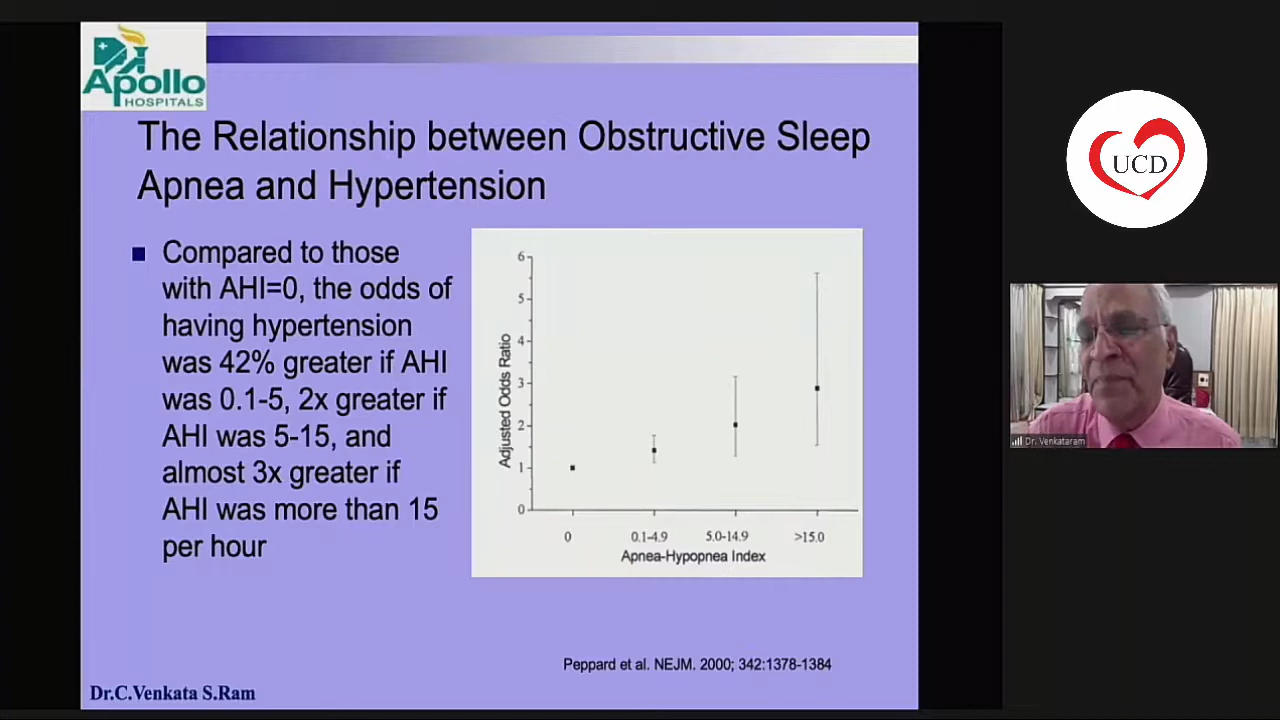 Apollo
HOSPITALS
The Relationship between Obstructive Sleep
Apnea and Hypertension
Compared to those
with AHI=0, the odds of
having hypertension
was 42% greater if AHI
was 0.1-5, 2x greater if
AHI was 5-15, and
almost 3x greater if
AHI was more than 15
per hour
6
5
4
3
2
1
0
Adjusted Odds Ratio
0 0.1-4.9 5.0-14.9 >15.0
Apnea-Hypopnea Index
Peppard et al. NEJM. 2000; 342:1378-1384
Dr.C.Venkata S.Ram
UCD
Dr. Venkataram